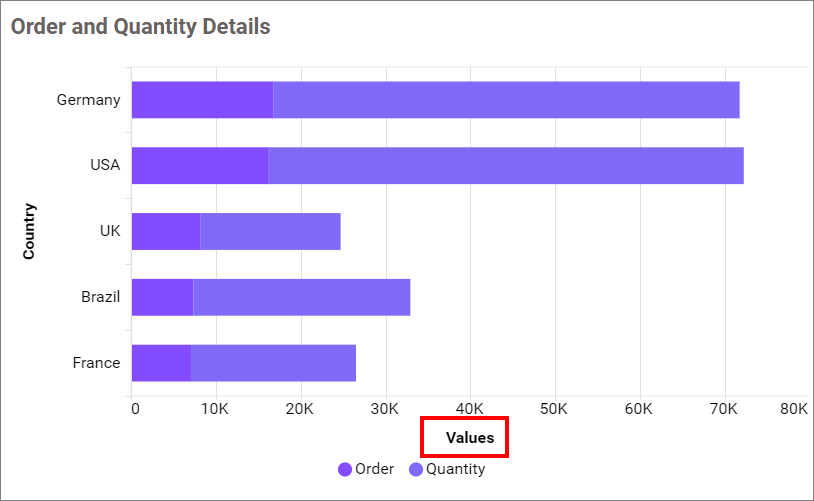 Order and Quantity Details
Country
Germany
USA
UK
Brazil
France
0 10K 20K 30K 40K 50K 60K 70K 80K
Values
Order Quantity